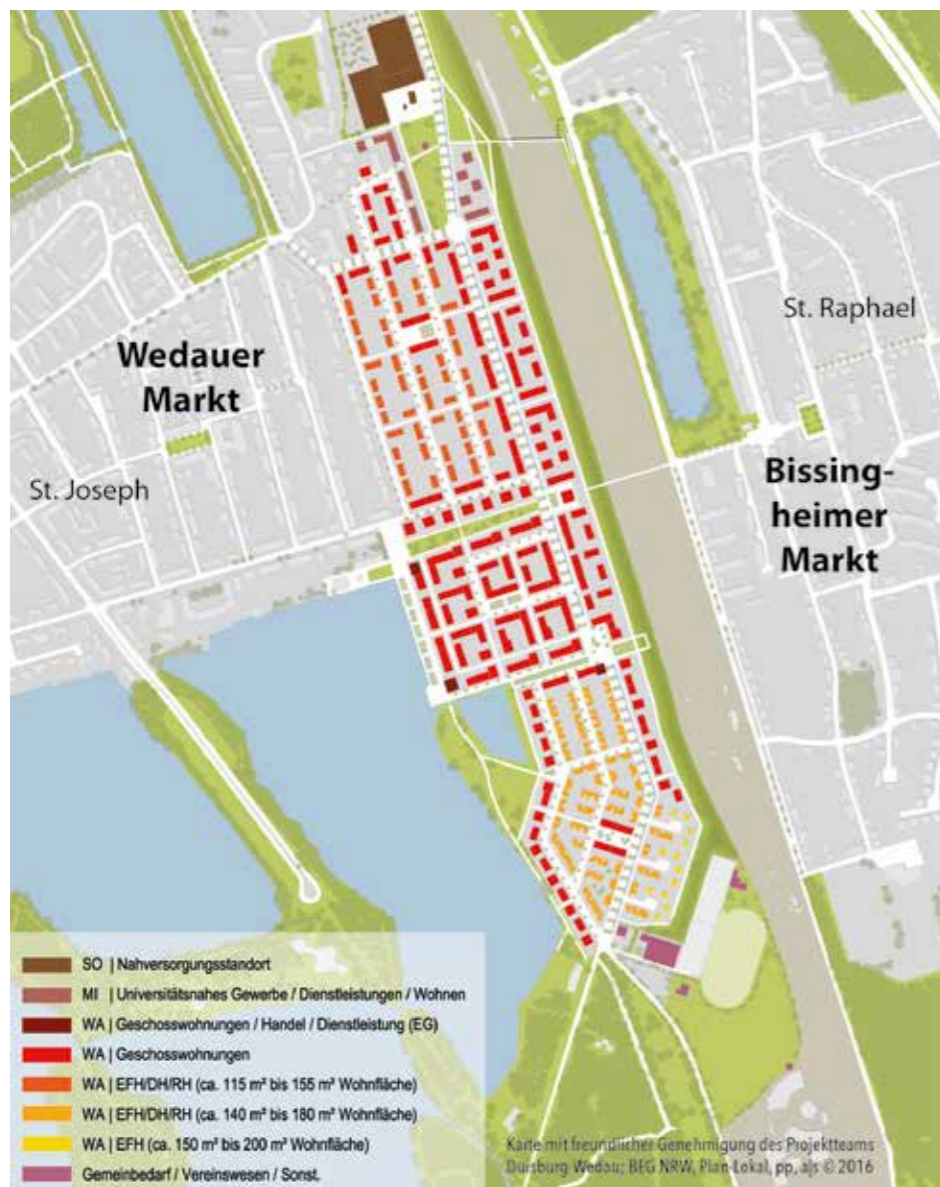 St. Raphael
Wedauer
Markt
St. Joseph
Bissing-
heimer
Markt
SO | Nahversorgungsstandort
MI | Universitätsnahes Gewerbe / Dienstleistungen / Wohnen
WA | Geschosswohnungen / Handel / Dienstleistung (EG)
WA | Geschosswohnungen
WA | EFH/DH/RH (ca. 115 m² bis 155 m² Wohnfläche)
WA | EFH/DH/RH (ca. 140 m² bis 180 m² Wohnfläche)
WA | EFH (ca. 150 m² bis 200 m² Wohnfläche)
Gemeinbedarf / Vereinswesen / Sonst.
Karte mit freundlicher Genehmigung des Projektteams
Duisburg-Wedau; BEG NRW, Plan-Lokal, pp, a|s © 2016